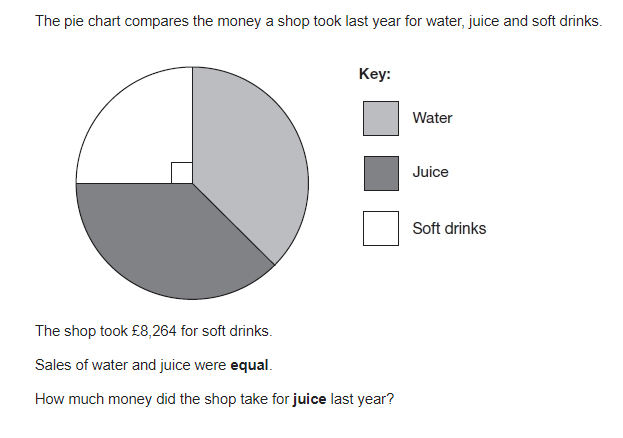 The pie chart compares the money a shop took last year for water, juice and soft drinks.
Key:
Water
Juice
Soft drinks
The shop took £8,264 for soft drinks.
Sales of water and juice were equal.
How much money did the shop take for juice last year?